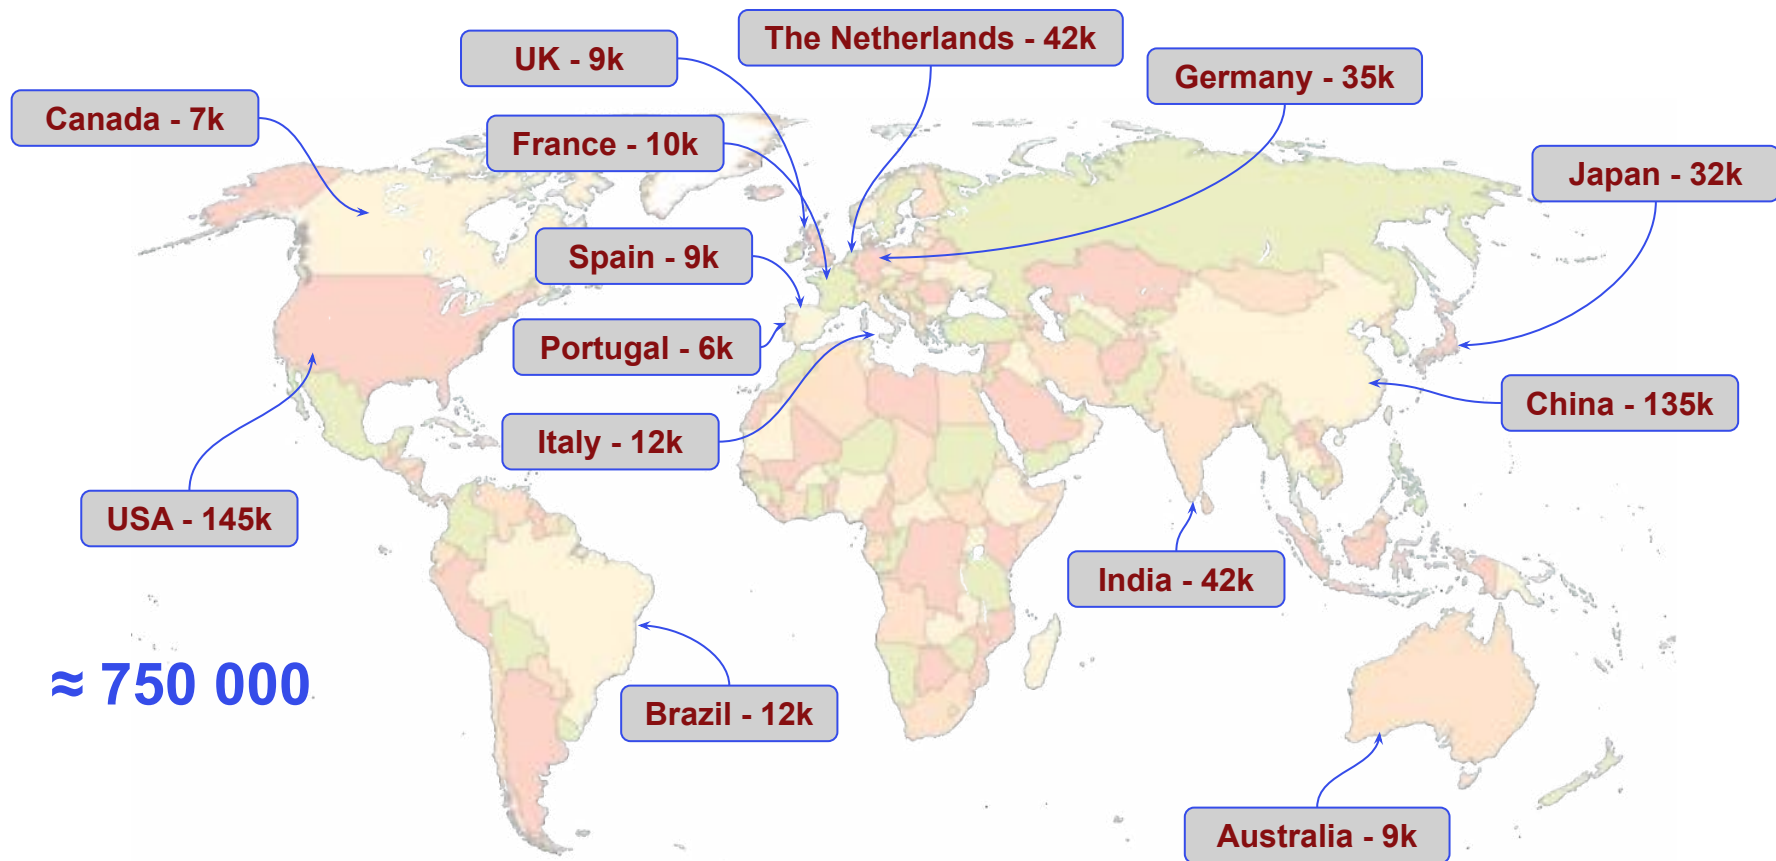 The Netherlands - 42k
UK - 9k
Germany - 35k
Canada - 7k
France - 10k
Japan - 32k
Spain - 9k
Portugal - 6k
China - 135k
Italy - 12k
USA - 145k
India - 42k
≈ 750 000
Brazil - 12k
Australia - 9k